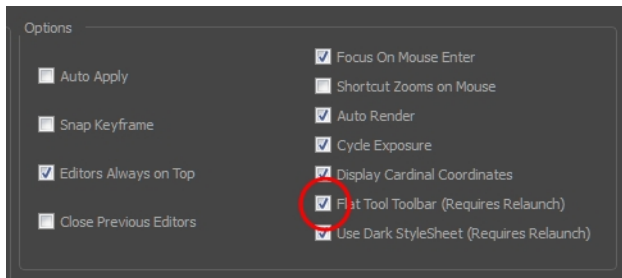 Options
Auto Apply
Snap Keyframe
Editors Always on Top
Close Previous Editors
Focus On Mouse Enter
Shortcut Zooms on Mouse
Auto Render
Cycle Exposure
Display Cardinal Coordinates
Flat Tool Toolbar (Requires Relaunch)
Use Dark StyleSheet (Requires Relaunch)